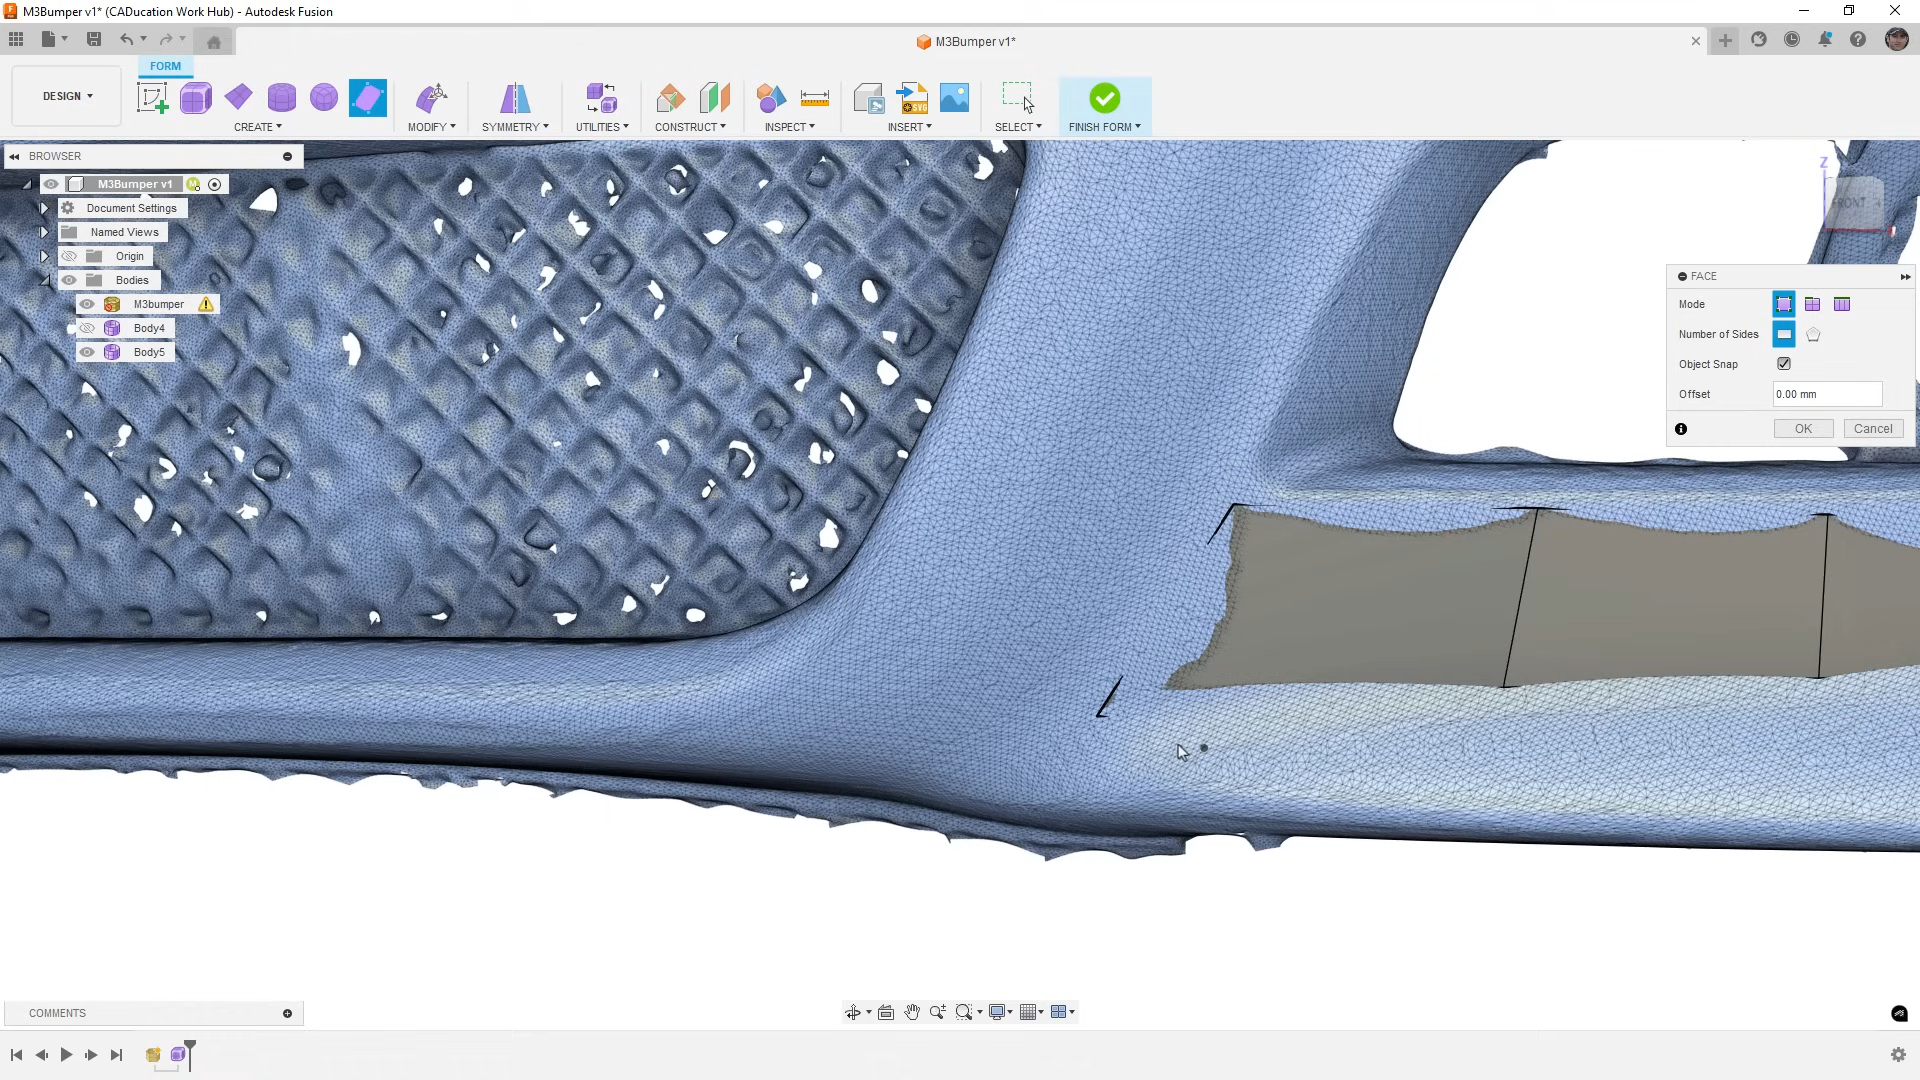 M3Bumper v1* (CADucation Work Hub) - Autodesk Fusion
M3Bumper v1*
FORM
DESIGN
CREATE
MODIFY
SYMMETRY
UTILITIES
CONSTRUCT
INSPECT
INSERT
SELECT
FINISH FORM
BROWSER
M3Bumper v1
Document Settings
Named Views
Origin
Bodies
M3bumper
Body4
Body5
Z
FRONT
FACE
Mode
Number of Sides
Object Snap
Offset
0.00 mm
OK
Cancel
COMMENTS